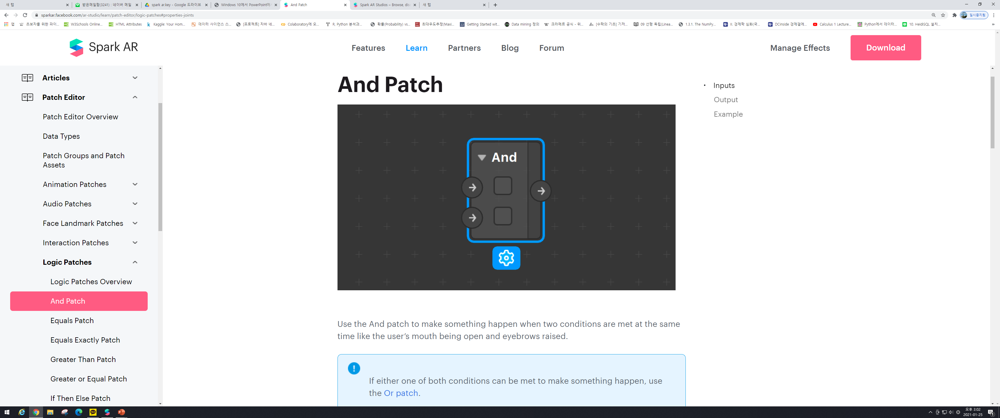 새 탭
받은메일함(3241) : 네이버 메일
spark ar.key - Google 드라이브
Windows 10에서 PowerPoint에
And Patch
Spark AR Studios – Browse, disc
새 탭
sparkar.facebook.com/ar-studio/learn/patch-editor/logic-patches#properties-joints
일시중지됨
앱
초보자를 위한 파이...
W3Schools Online...
HTML Attributes
Kaggle: Your Hom...
데이터 사이언스 스...
[프로젝트] 자바 네...
Colaboratory에 오...
R, Python 분석과...
확률(Probability) vs...
최대우도추정(Maxi...
Getting Started wit...
Data mining 정의
크라메르 공식 - 위...
[수학의 기초] 기저...
09 선형 독립(Linea...
1.3.1. The NumPy...
II. 경제학 심화(국...
DCinside 경제갤에...
Calculus 1 Lecture...
Python에서 데이터...
10. HeidiSQL 설치...
Spark AR
Features
Learn
Partners
Blog
Forum
Manage Effects
Download
Articles
Patch Editor
Patch Editor Overview
Data Types
Patch Groups and Patch
Assets
Animation Patches
Audio Patches
Face Landmark Patches
Interaction Patches
Logic Patches
Logic Patches Overview
And Patch
Equals Patch
Equals Exactly Patch
Greater Than Patch
Greater or Equal Patch
If Then Else Patch
And Patch
And
Use the And patch to make something happen when two conditions are met at the same
time like the user’s mouth being open and eyebrows raised.
If either one of both conditions can be met to make something happen, use
the Or patch.
Inputs
Output
Example
TALK
오후 3:02
2021-01-25
1